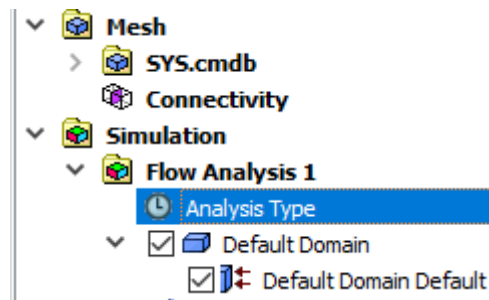 Mesh
SYS.cmdb
Connectivity
Simulation
Flow Analysis 1
Analysis Type
Default Domain
Default Domain Default